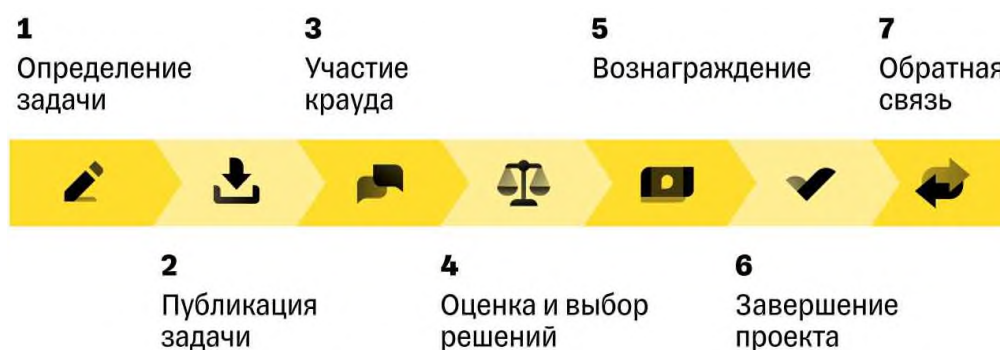 1
Определение
задачи
3
Участие
крауда
5
Вознаграждение
7
Обратная
связь
2
Публикация
задачи
4
Оценка и выбор
решений
6
Завершение
проекта